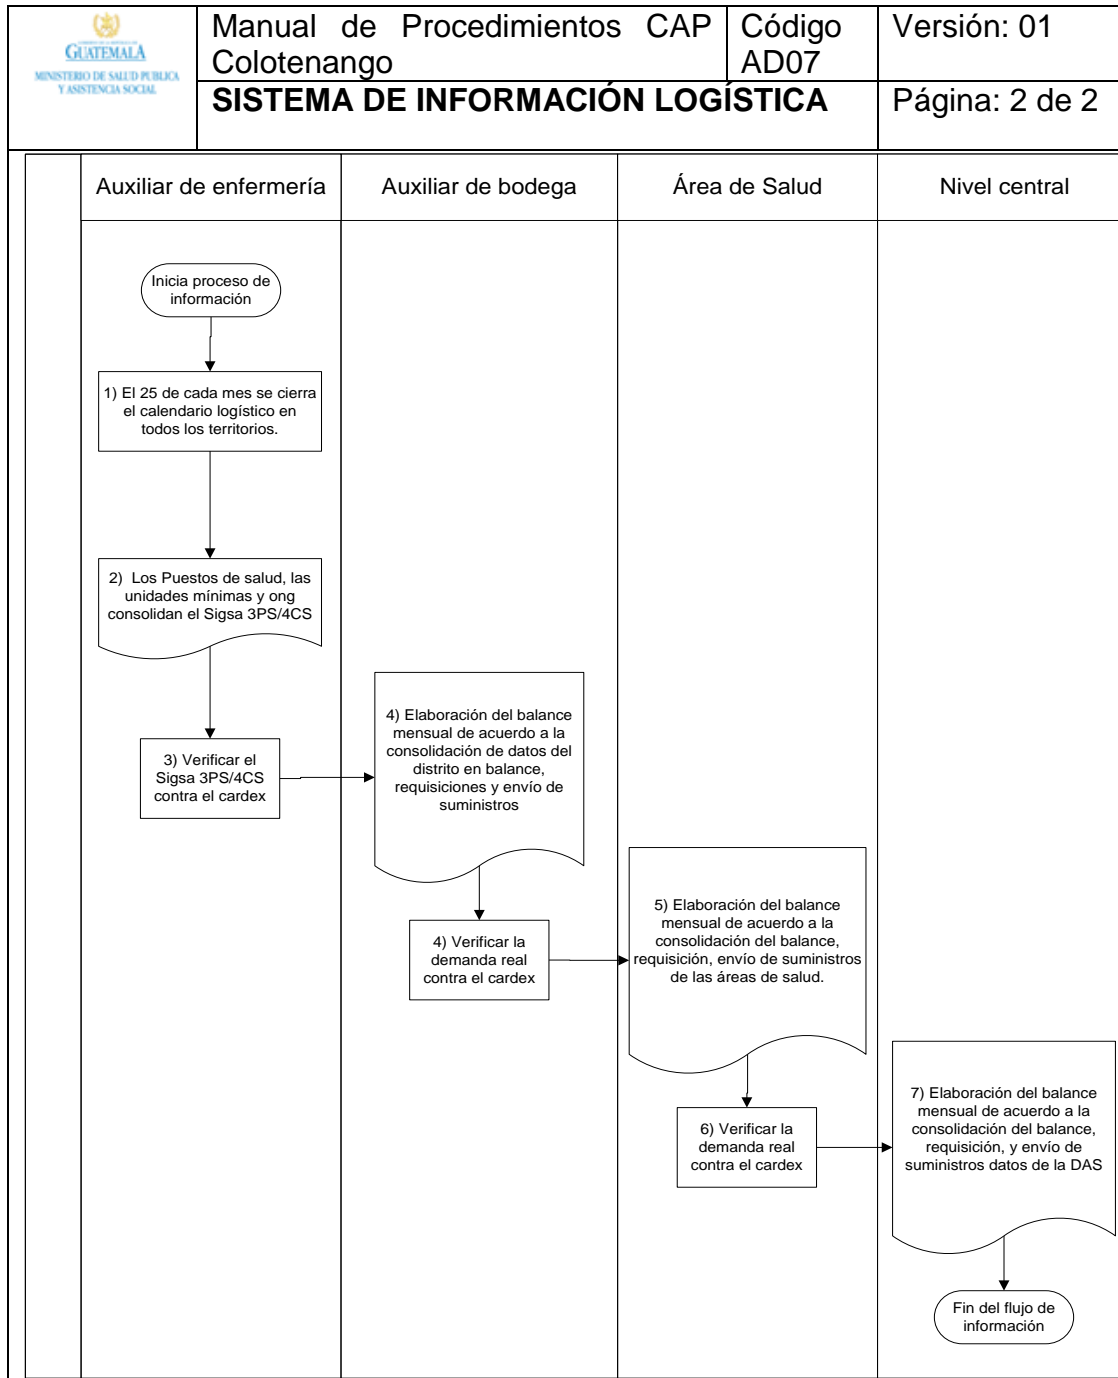 GUATEMALA
MINISTERIO DE SALUD PUBLICA
Y ASISTENCIA SOCIAL
Manual de Procedimientos CAP
Colotenango
Código
AD07
Versión: 01
SISTEMA DE INFORMACIÓN LOGÍSTICA
Página: 2 de 2
Auxiliar de enfermería
Auxiliar de bodega
Área de Salud
Nivel central
Inicia proceso de
información
1) El 25 de cada mes se cierra
el calendario logístico en
todos los territorios.
2) Los Puestos de salud, las
unidades mínimas y ong
consolidan el Sigsa 3PS/4CS
3) Verificar el
Sigsa 3PS/4CS
contra el cardex
4) Elaboración del balance
mensual de acuerdo a la
consolidación de datos del
distrito en balance,
requisiciones y envío de
suministros
4) Verificar la
demanda real
contra el cardex
5) Elaboración del balance
mensual de acuerdo a la
consolidación del balance,
requisición, envío de suministros
de las áreas de salud.
6) Verificar la
demanda real
contra el cardex
7) Elaboración del balance
mensual de acuerdo a la
consolidación del balance,
requisición, y envío de
suministros datos de la DAS
Fin del flujo de
información